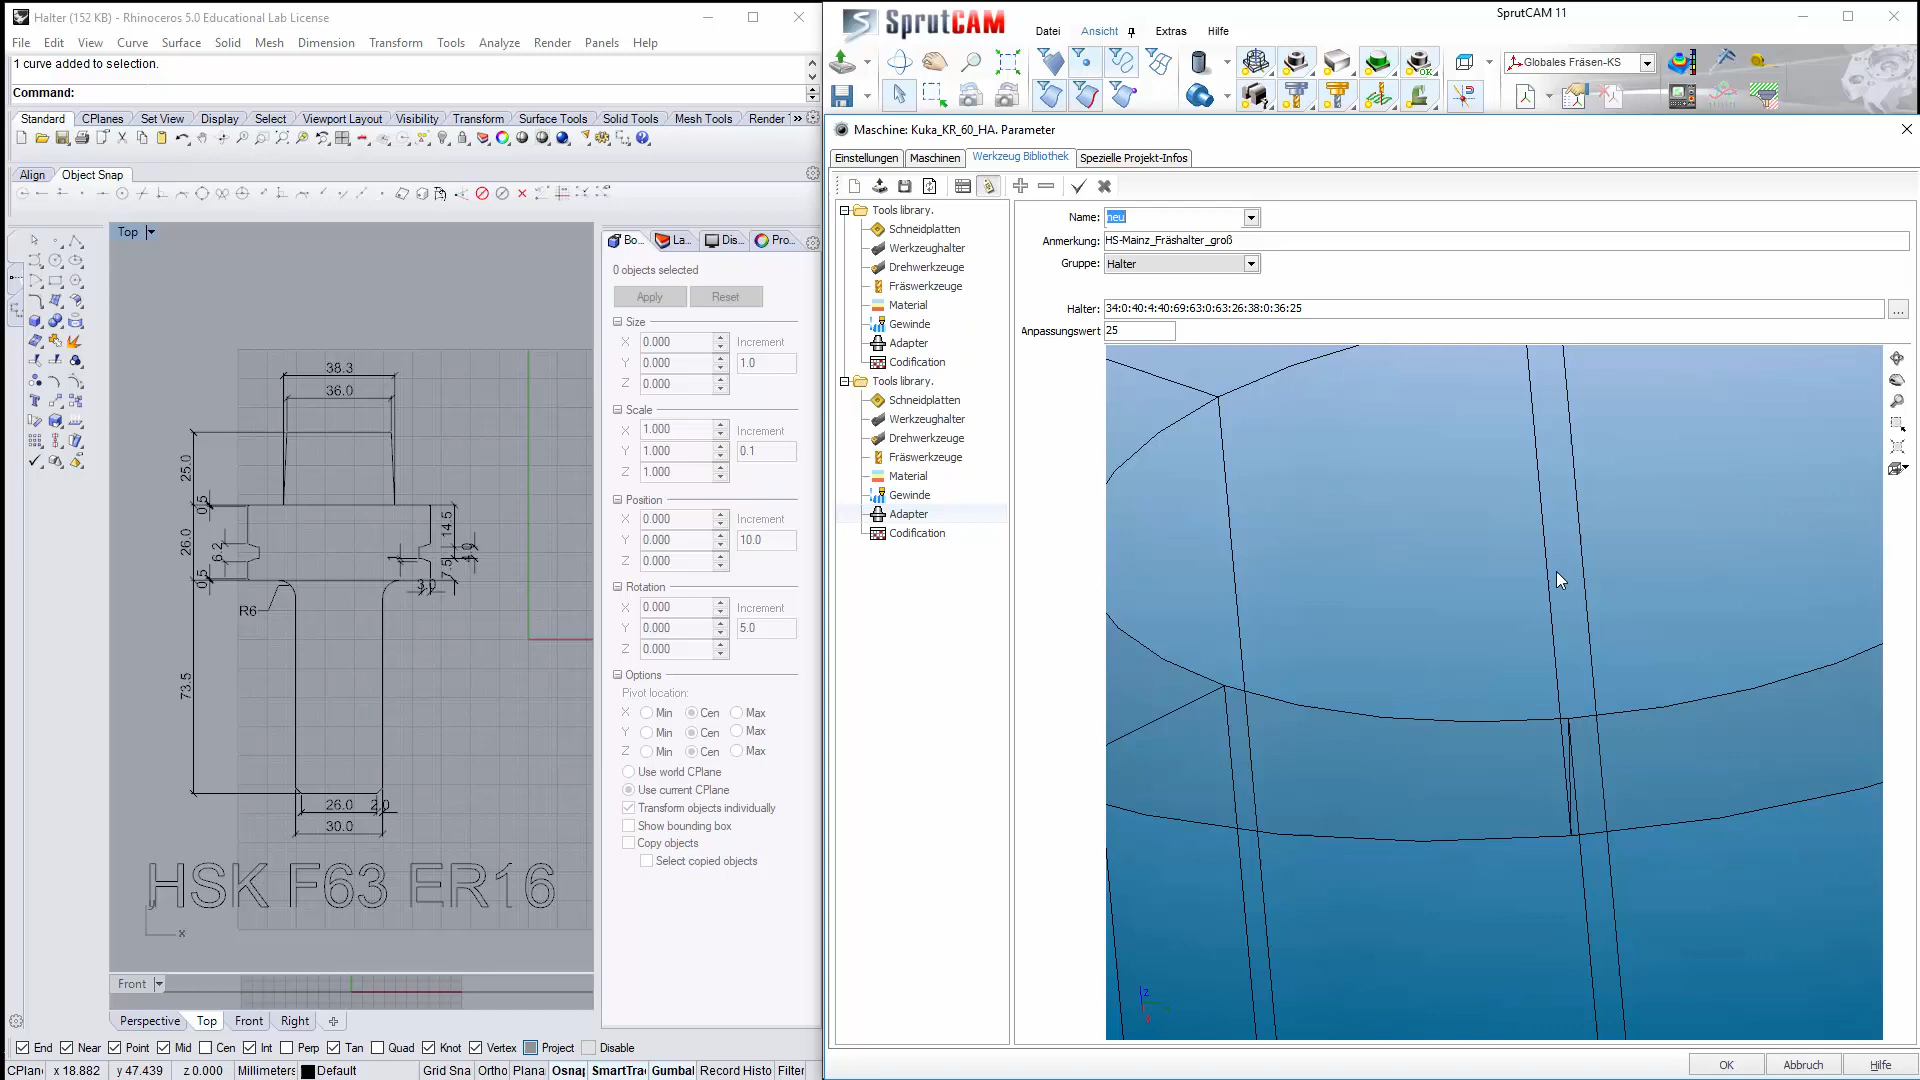 Halter (152 KB) - Rhinoceros 5.0 Educational Lab License
File Edit View Curve Surface Solid Mesh Dimension Transform Tools Analyze Render Panels Help
1 curve added to selection.
Command:
Standard CPlanes Set View Display Select Viewport Layout Visibility Transform Surface Tools Solid Tools Mesh Tools Render
Align Object Snap
Top
38.3
36.0
25.0
0.5
26.0
6.2
0.5
14.5
7.5
3.0
R6
73.5
26.0 2.0
30.0
HSK F63 ER16
y
x
Front
Perspective Top Front Right
End Near Point Mid Cen Int Perp Tan Quad Knot Vertex Project Disable
CPlan x 18.882 y 47.439 z 0.000 Millimeters Default Grid Sna Ortho Plana Osnap SmartTrac Gumbal Record Histo Filter
Bo... La... Dis... Pro...
0 objects selected
Apply Reset
Size
X 0.000 Increment
Y 0.000 1.0
Z 0.000
Scale
X 1.000 Increment
Y 1.000 0.1
Z 1.000
Position
X 0.000 Increment
Y 0.000 10.0
Z 0.000
Rotation
X 0.000 Increment
Y 0.000 5.0
Z 0.000
Options
Pivot location:
X Min Cen Max
Y Min Cen Max
Z Min Cen Max
Use world CPlane
Use current CPlane
Transform objects individually
Show bounding box
Copy objects
Select copied objects
SprutCAM
SprutCAM 11
Datei Ansicht Extras Hilfe
OK
Globales Fräsen-KS
Maschine: Kuka_KR_60_HA. Parameter
Einstellungen Maschinen Werkzeug Bibliothek Spezielle Projekt-Infos
Tools library.
Schneidplatten
Werkzeughalter
Drehwerkzeuge
Fräswerkzeuge
Material
Gewinde
Adapter
Codification
Tools library.
Schneidplatten
Werkzeughalter
Drehwerkzeuge
Fräswerkzeuge
Material
Gewinde
Adapter
Codification
Name: neu
Anmerkung: HS-Mainz_Fräshalter_groß
Gruppe: Halter
Halter: 34:0:40:4:40:69:63:0:63:26:38:0:36:25 ...
Anpassungswert 25
Z
OK Abbruch Hilfe